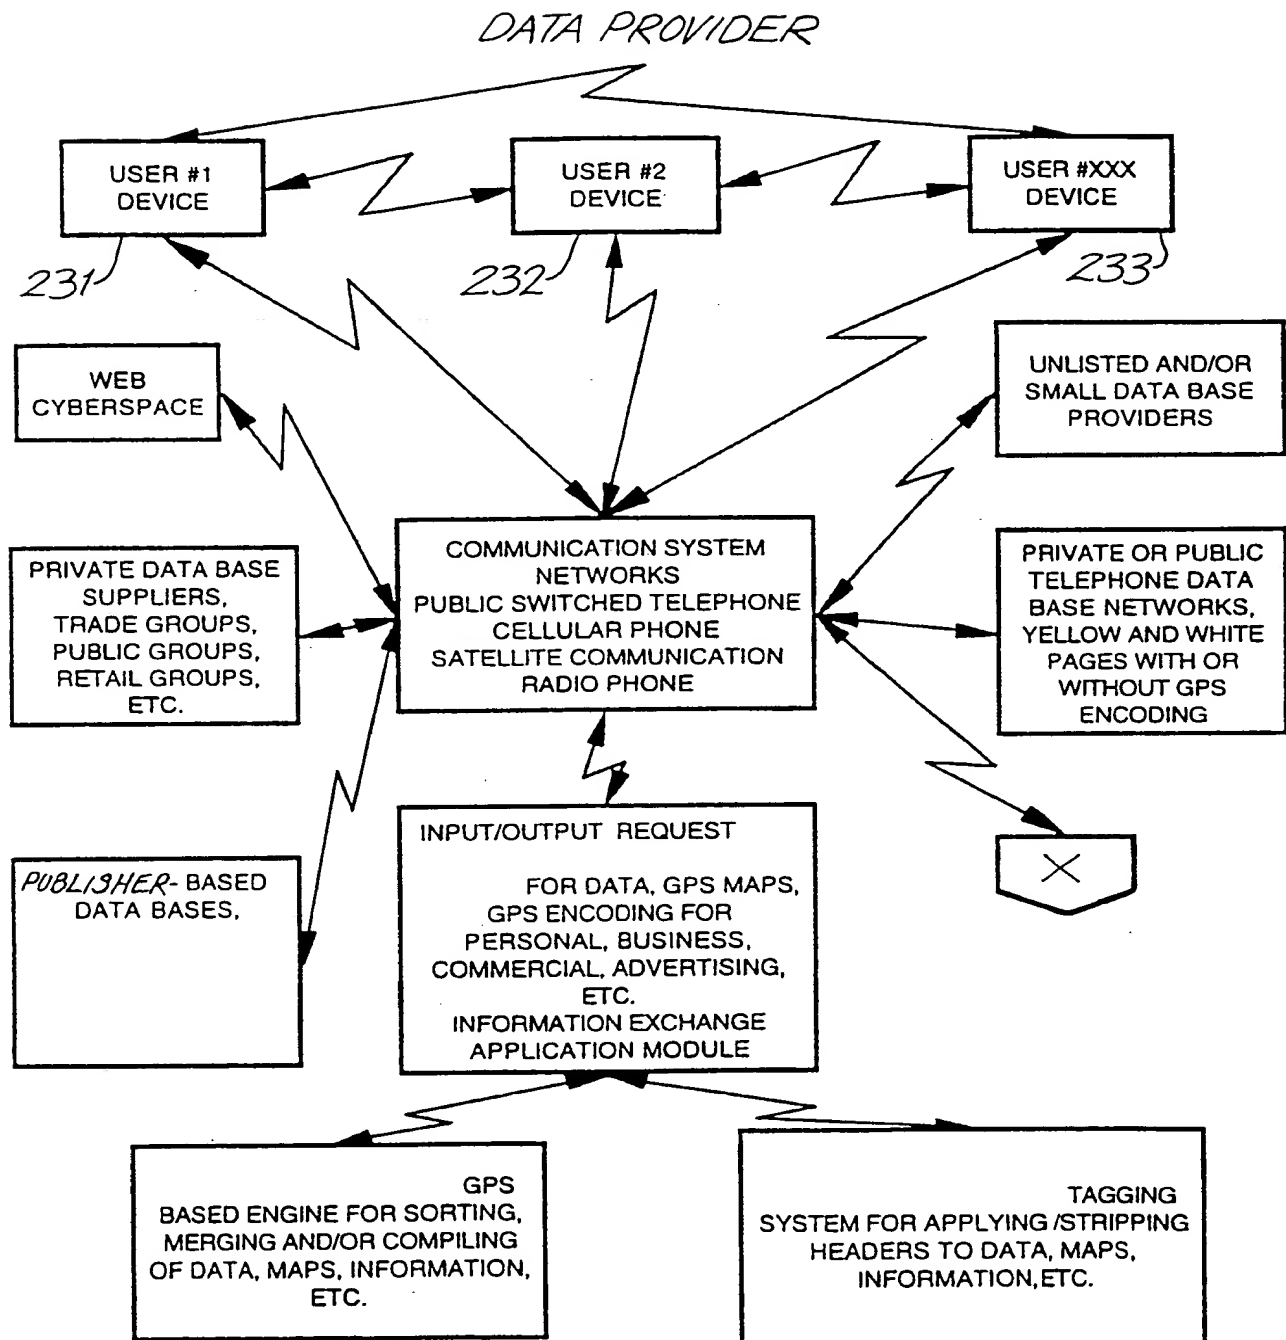 DATA PROVIDER
USER #1
DEVICE
USER #2
DEVICE
USER #XXX
DEVICE
231
232
233
WEB
CYBERSPACE
UNLISTED AND/OR
SMALL DATA BASE
PROVIDERS
PRIVATE DATA BASE
SUPPLIERS,
TRADE GROUPS,
PUBLIC GROUPS,
RETAIL GROUPS,
ETC.
COMMUNICATION SYSTEM
NETWORKS
PUBLIC SWITCHED TELEPHONE
CELLULAR PHONE
SATELLITE COMMUNICATION
RADIO PHONE
PRIVATE OR PUBLIC
TELEPHONE DATA
BASE NETWORKS,
YELLOW AND WHITE
PAGES WITH OR
WITHOUT GPS
ENCODING
PUBLISHER- BASED
DATA BASES,
INPUT/OUTPUT REQUEST
FOR DATA, GPS MAPS,
GPS ENCODING FOR
PERSONAL, BUSINESS,
COMMERCIAL, ADVERTISING,
ETC.
INFORMATION EXCHANGE
APPLICATION MODULE
X
GPS
BASED ENGINE FOR SORTING,
MERGING AND/OR COMPILING
OF DATA, MAPS, INFORMATION,
ETC.
TAGGING
SYSTEM FOR APPLYING /STRIPPING
HEADERS TO DATA, MAPS,
INFORMATION,ETC.